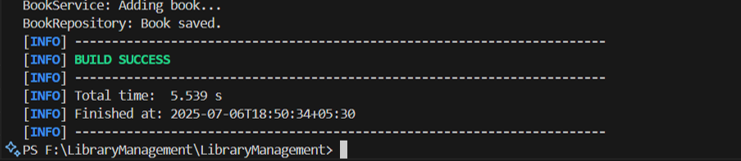 BookService: Adding book...
BookRepository: Book saved.
[INFO] ------------------------------------------------------------------------
[INFO] BUILD SUCCESS
[INFO] ------------------------------------------------------------------------
[INFO] Total time:  5.539 s
[INFO] Finished at: 2025-07-06T18:50:34+05:30
[INFO] ------------------------------------------------------------------------
PS F:\LibraryManagement\LibraryManagement>